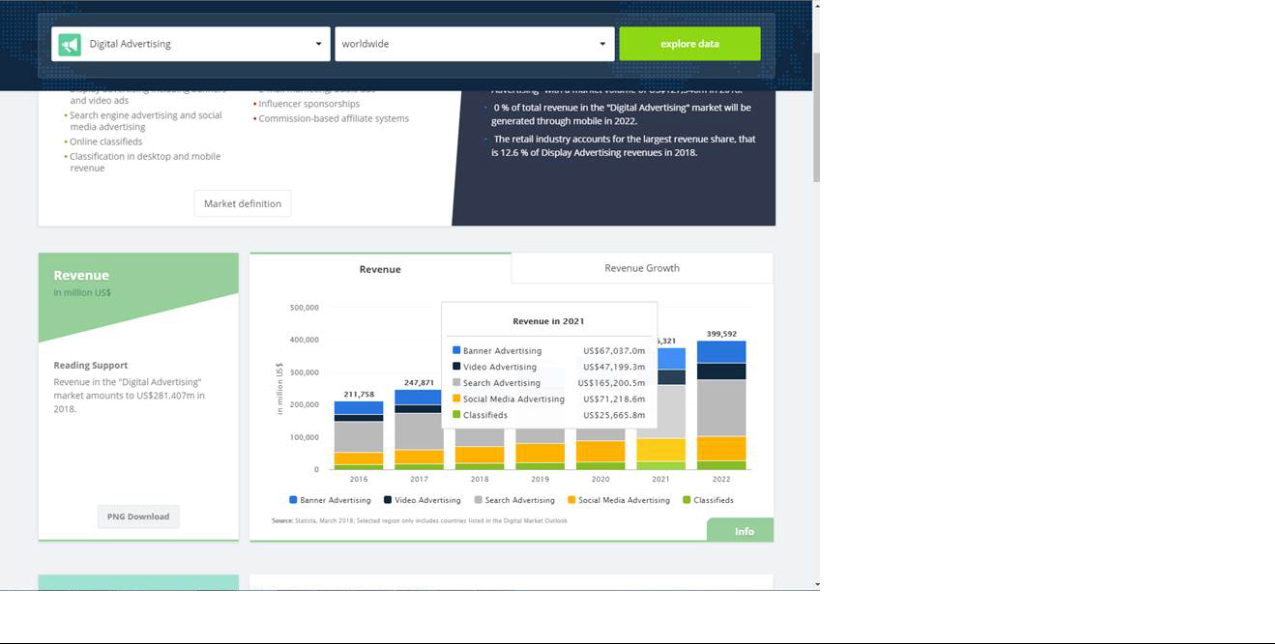 Digital Advertising
worldwide
explore data
and video ads
Search engine advertising and social
media advertising
Online classifieds
Classification in desktop and mobile
revenue
Influencer sponsorships
Commission-based affiliate systems
0 % of total revenue in the "Digital Advertising" market will be
generated through mobile in 2022.
The retail industry accounts for the largest revenue share, that
is 12.6 % of Display Advertising revenues in 2018.
Market definition
Revenue
in million US$
Reading Support
Revenue in the "Digital Advertising"
market amounts to US$281,407m in
2018.
PNG Download
Revenue
Revenue Growth
in million US$
500,000
400,000
300,000
200,000
100,000
0
211,758
247,871
399,592
Revenue in 2021
Banner Advertising US$67,037.0m
Video Advertising US$47,199.3m
Search Advertising US$165,200.5m
Social Media Advertising US$71,218.6m
Classifieds US$25,665.8m
2016 2017 2018 2019 2020 2021 2022
Banner Advertising Video Advertising Search Advertising Social Media Advertising Classifieds
Source: Statista, March 2018; Selected region only includes countries listed in the Digital Market Outlook.
Info